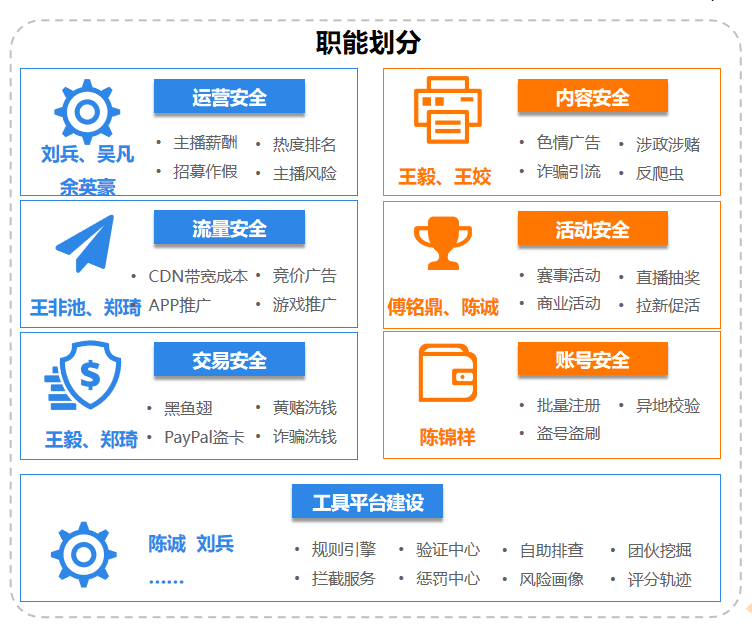 职能划分
运营安全
刘兵、吴凡
余英豪
• 主播薪酬
• 热度排名
• 招募作假
• 主播风险
内容安全
王毅、王姣
• 色情广告
• 涉政涉赌
• 诈骗引流
• 反爬虫
流量安全
王非池、郑琦
• CDN带宽成本
• 竞价广告
• APP推广
• 游戏推广
活动安全
傅铭鼎、陈诚
• 赛事活动
• 直播抽奖
• 商业活动
• 拉新促活
交易安全
$
王毅、郑琦
• 黑鱼翅
• 黄赌洗钱
• PayPal盗卡
• 诈骗洗钱
账号安全
陈锦祥
• 批量注册
• 异地校验
• 盗号盗刷
工具平台建设
陈诚 刘兵
……
• 规则引擎
• 验证中心
• 自助排查
• 团伙挖掘
• 拦截服务
• 惩罚中心
• 风险画像
• 评分轨迹